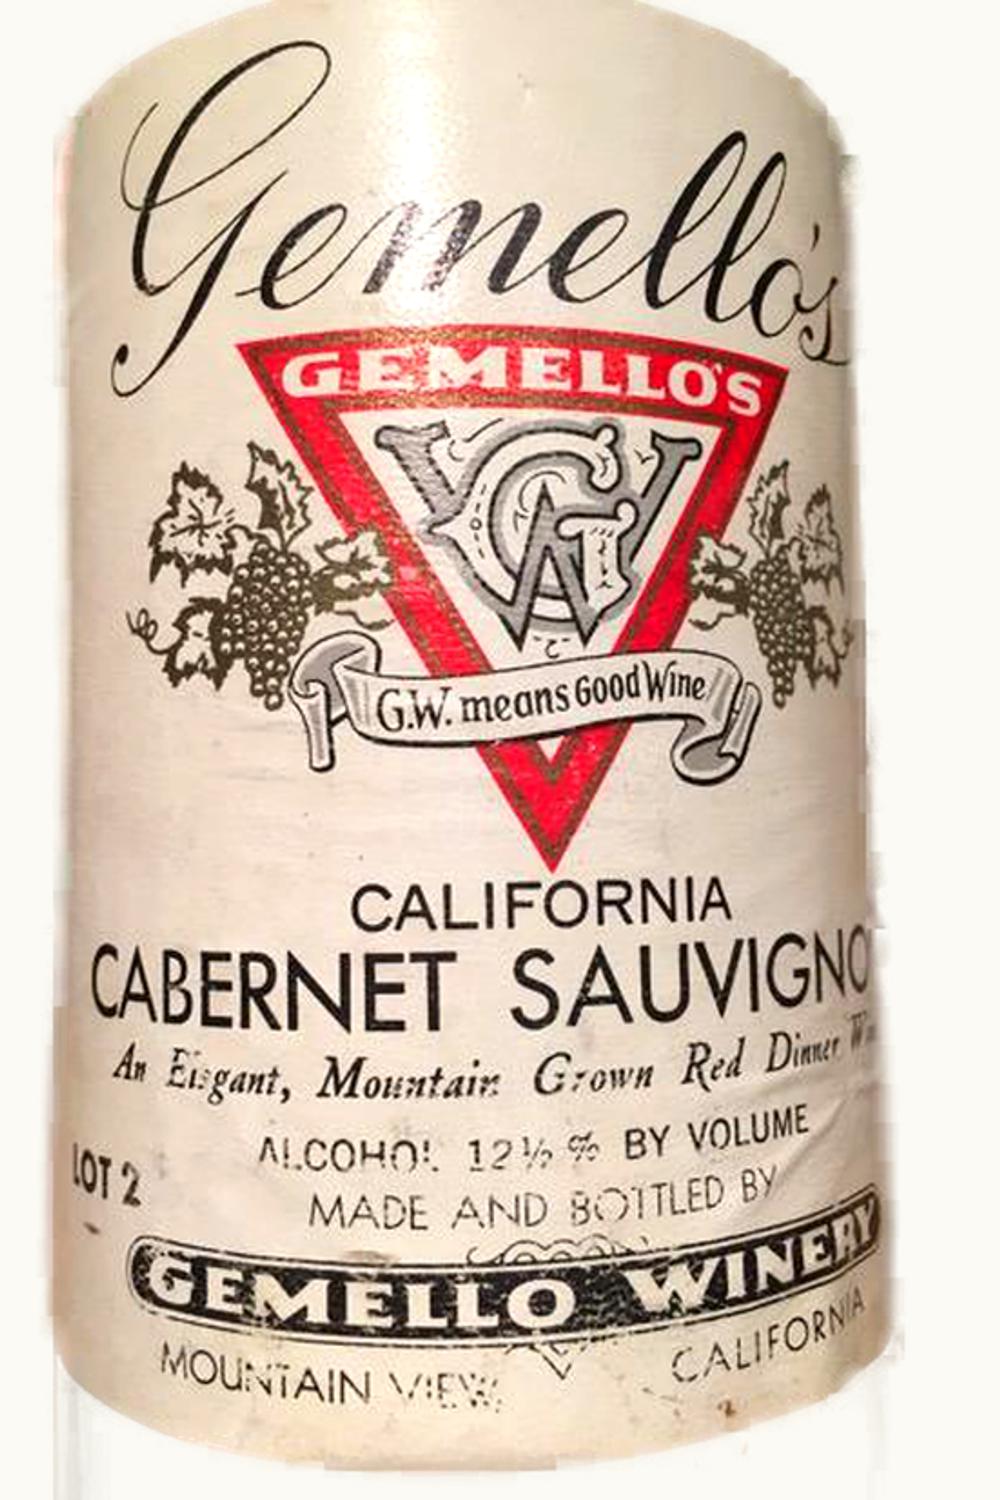 Gemello's
GEMELLO'S
GW
G.W. means Good Wine
CALIFORNIA
CABERNET SAUVIGNO
An Elegant, Mountain Grown Red Dinner
ALCOHOL 12½% BY VOLUME
LOT 2
MADE AND BOTTLED BY
GEMELLO WINERY
MOUNTAIN VIEW, CALIFORNIA